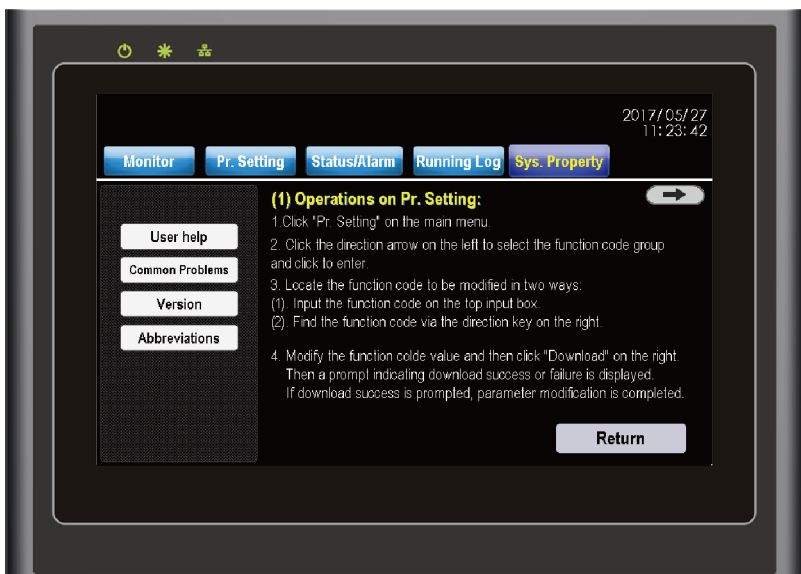 2017/05/27
11:23:42
Monitor Pr. Setting Status/Alarm Running Log Sys. Property
(1) Operations on Pr. Setting:
1.Click "Pr. Setting" on the main menu.
2. Click the direction arrow on the left to select the function code group
and click to enter.
3. Locate the function code to be modified in two ways:
(1). Input the function code on the top input box.
(2). Find the function code via the direction key on the right.
4. Modify the function colde value and then click "Download" on the right.
Then a prompt indicating download success or failure is displayed.
If download success is prompted, parameter modification is completed.
User help
Common Problems
Version
Abbreviations
Return